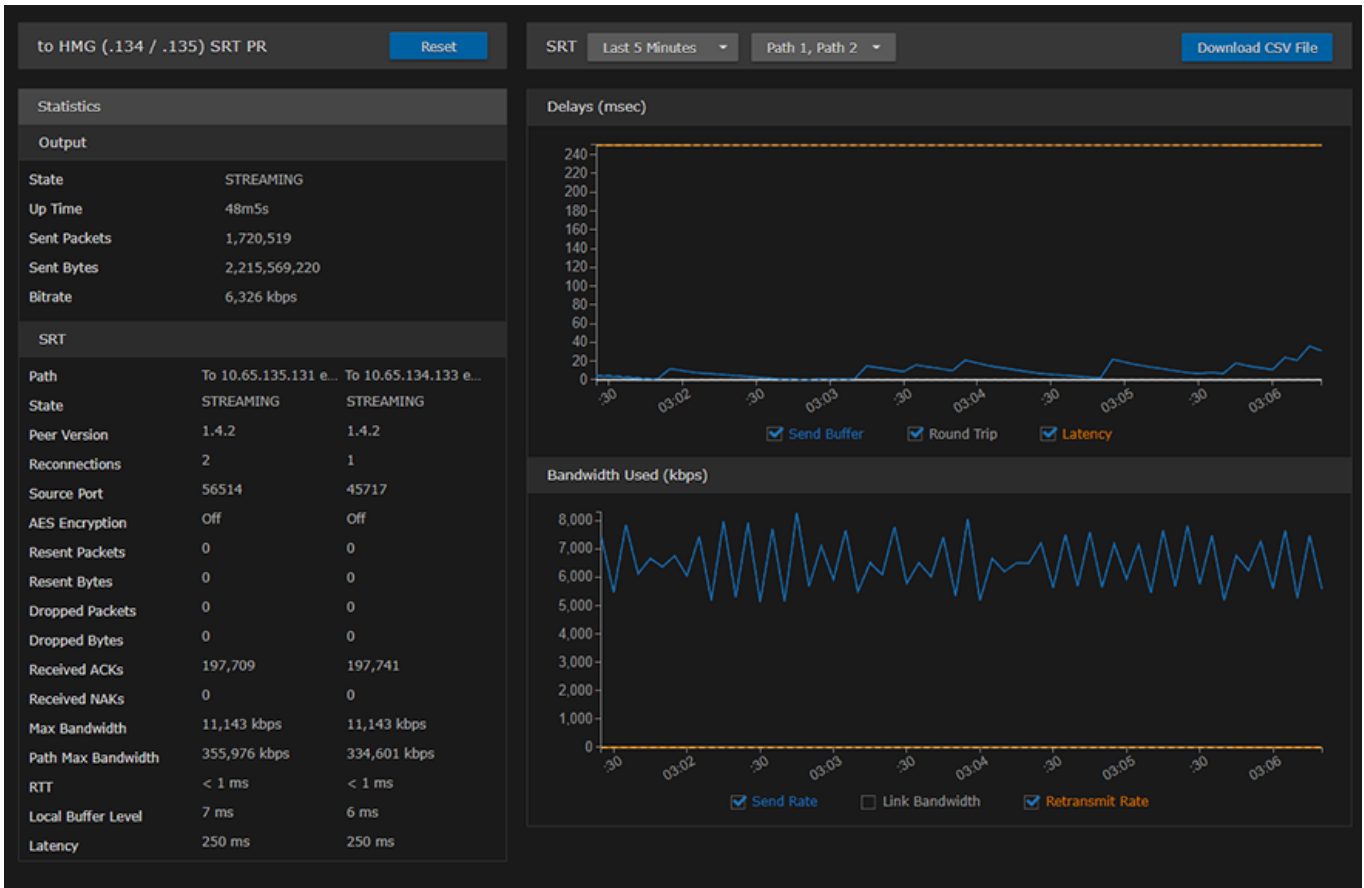 to HMG (.134 / .135) SRT PR
Reset
Statistics
Output
State STREAMING
Up Time 48m5s
Sent Packets 1,720,519
Sent Bytes 2,215,569,220
Bitrate 6,326 kbps
SRT
Path To 10.65.135.131 e... To 10.65.134.133 e...
State STREAMING STREAMING
Peer Version 1.4.2 1.4.2
Reconnections 2 1
Source Port 56514 45717
AES Encryption Off Off
Resent Packets 0 0
Resent Bytes 0 0
Dropped Packets 0 0
Dropped Bytes 0 0
Received ACKs 197,709 197,741
Received NAKs 0 0
Max Bandwidth 11,143 kbps 11,143 kbps
Path Max Bandwidth 355,976 kbps 334,601 kbps
RTT < 1 ms < 1 ms
Local Buffer Level 7 ms 6 ms
Latency 250 ms 250 ms
SRT Last 5 Minutes Path 1, Path 2 Download CSV File
Delays (msec)
240
220
200
180
160
140
120
100
80
60
40
20
0
:30 03:02 :30 03:03 :30 03:04 :30 03:05 :30 03:06
Send Buffer Round Trip Latency
Bandwidth Used (kbps)
8,000
7,000
6,000
5,000
4,000
3,000
2,000
1,000
0
:30 03:02 :30 03:03 :30 03:04 :30 03:05 :30 03:06
Send Rate Link Bandwidth Retransmit Rate